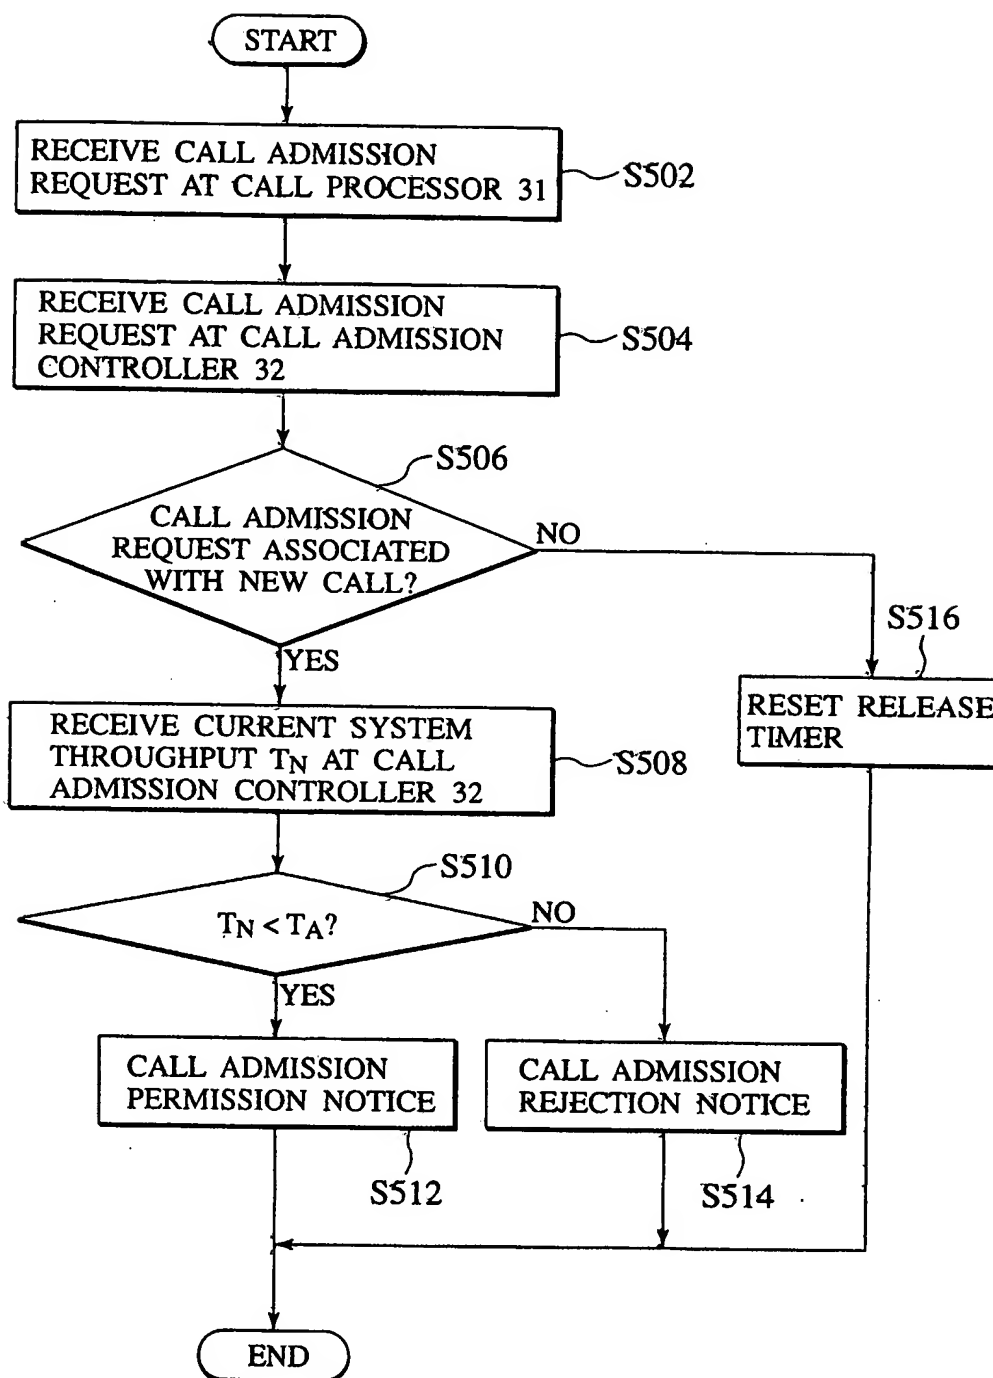 START
RECEIVE CALL ADMISSION
REQUEST AT CALL PROCESSOR 31
S502
RECEIVE CALL ADMISSION
REQUEST AT CALL ADMISSION
CONTROLLER 32
S504
S506
CALL ADMISSION
REQUEST ASSOCIATED
WITH NEW CALL?
NO
YES
S516
RESET RELEASE
TIMER
RECEIVE CURRENT SYSTEM
THROUGHPUT TN AT CALL
ADMISSION CONTROLLER 32
S508
S510
TN < TA?
NO
YES
CALL ADMISSION
PERMISSION NOTICE
S512
CALL ADMISSION
REJECTION NOTICE
S514
END